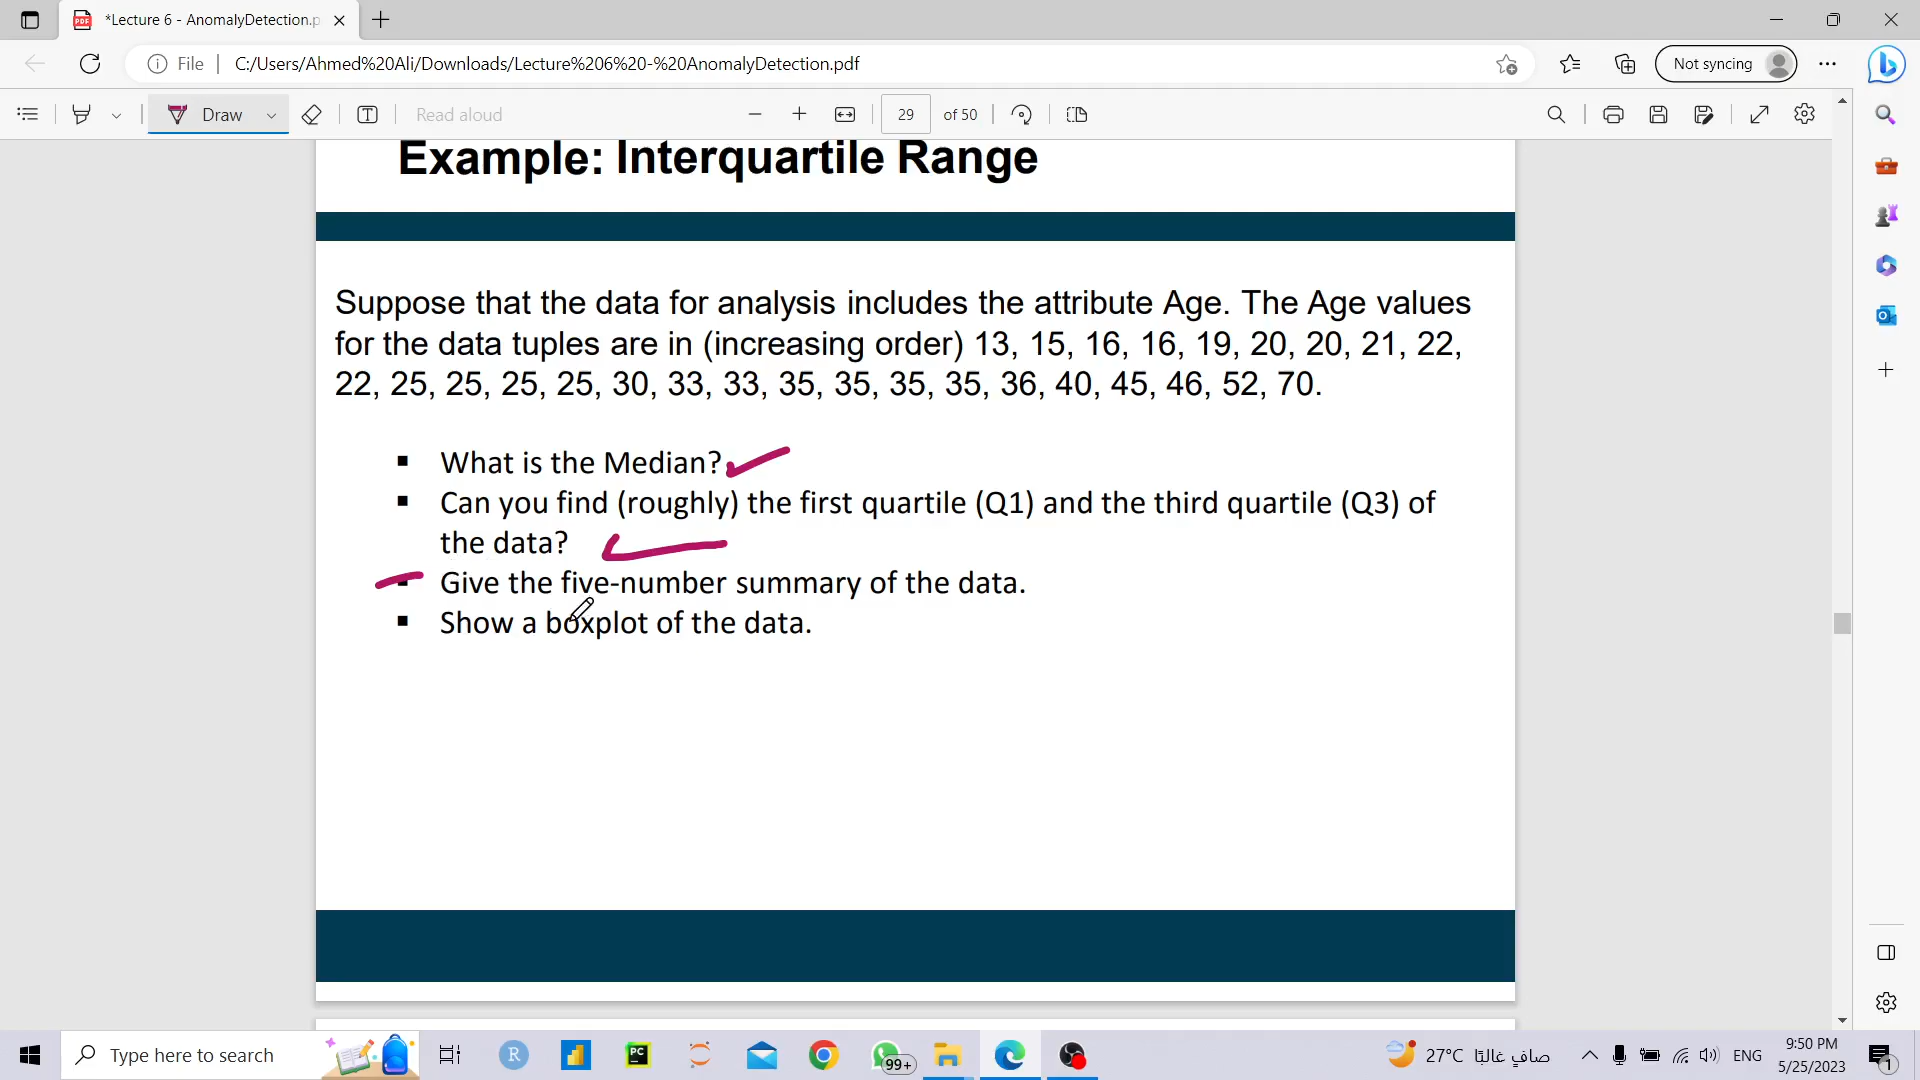 *Lecture 6 - AnomalyDetection.p
File
C:/Users/Ahmed%20Ali/Downloads/Lecture%206%20-%20AnomalyDetection.pdf
Not syncing
Draw
Read aloud
29
of 50
Example: Interquartile Range
Suppose that the data for analysis includes the attribute Age. The Age values
for the data tuples are in (increasing order) 13, 15, 16, 16, 19, 20, 20, 21, 22,
22, 25, 25, 25, 25, 30, 33, 33, 35, 35, 35, 35, 36, 40, 45, 46, 52, 70.
▪ What is the Median?
▪ Can you find (roughly) the first quartile (Q1) and the third quartile (Q3) of
the data?
▪ Give the five-number summary of the data.
▪ Show a boxplot of the data.
Type here to search
R
PC
99+
27°C
صافٍ غالبًا
ENG
9:50 PM
5/25/2023
1